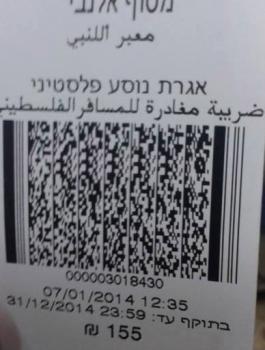 מסוף אלנבי
معبر اللنبي
אגרת נוסע פלסטיני
ضريبة مغادرة للمسافر الفلسطيني
000003018430
07/01/2014 12:35
בתוקף עד: 23:59 31/12/2014
155 ₪